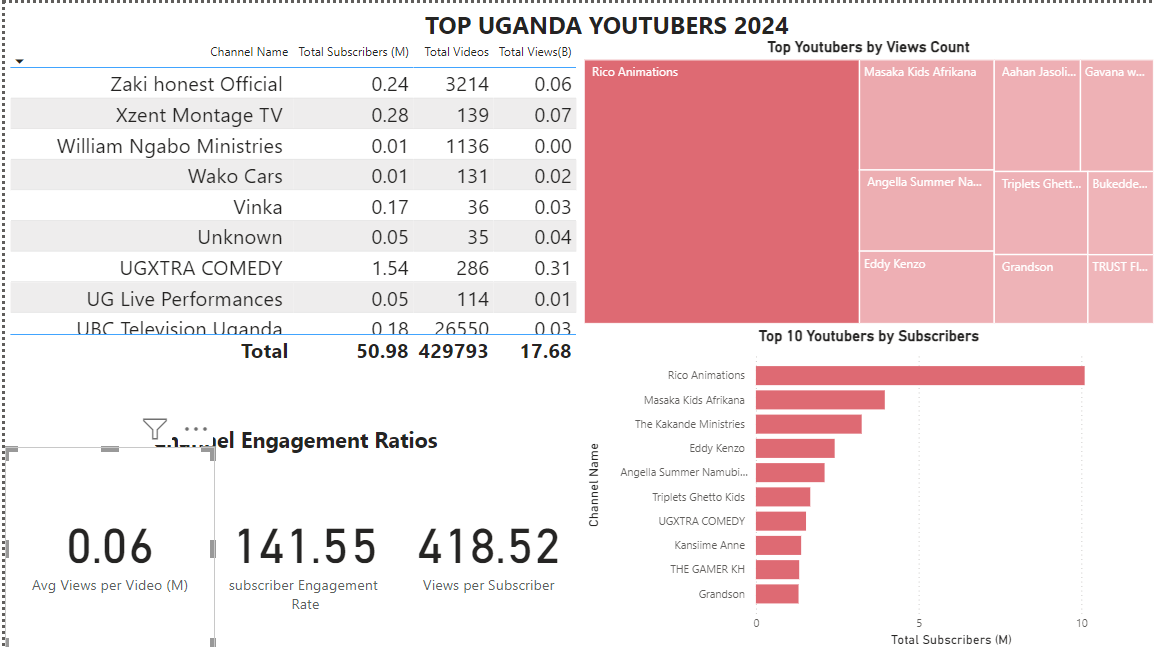 TOP UGANDA YOUTUBERS 2024
Channel Name Total Subscribers (M) Total Videos Total Views(B)
Zaki honest Official 0.24 3214 0.06
Xzent Montage TV 0.28 139 0.07
William Ngabo Ministries 0.01 1136 0.00
Wako Cars 0.01 131 0.02
Vinka 0.17 36 0.03
Unknown 0.05 35 0.04
UGXTRA COMEDY 1.54 286 0.31
UG Live Performances 0.05 114 0.01
UBC Television Uganda 0.18 26550 0.03
Total 50.98 429793 17.68
Top Youtubers by Views Count
Rico Animations
Masaka Kids Afrikana
Aahan Jasoli...
Gavana w...
Angella Summer Na...
Triplets Ghett...
Bukedde...
Eddy Kenzo
Grandson
TRUST FI...
Channel Engagement Ratios
0.06
Avg Views per Video (M)
141.55
subscriber Engagement
Rate
418.52
Views per Subscriber
Top 10 Youtubers by Subscribers
Channel Name
Rico Animations
Masaka Kids Afrikana
The Kakande Ministries
Eddy Kenzo
Angella Summer Namubi...
Triplets Ghetto Kids
UGXTRA COMEDY
Kansiime Anne
THE GAMER KH
Grandson
0 5 10
Total Subscribers (M)